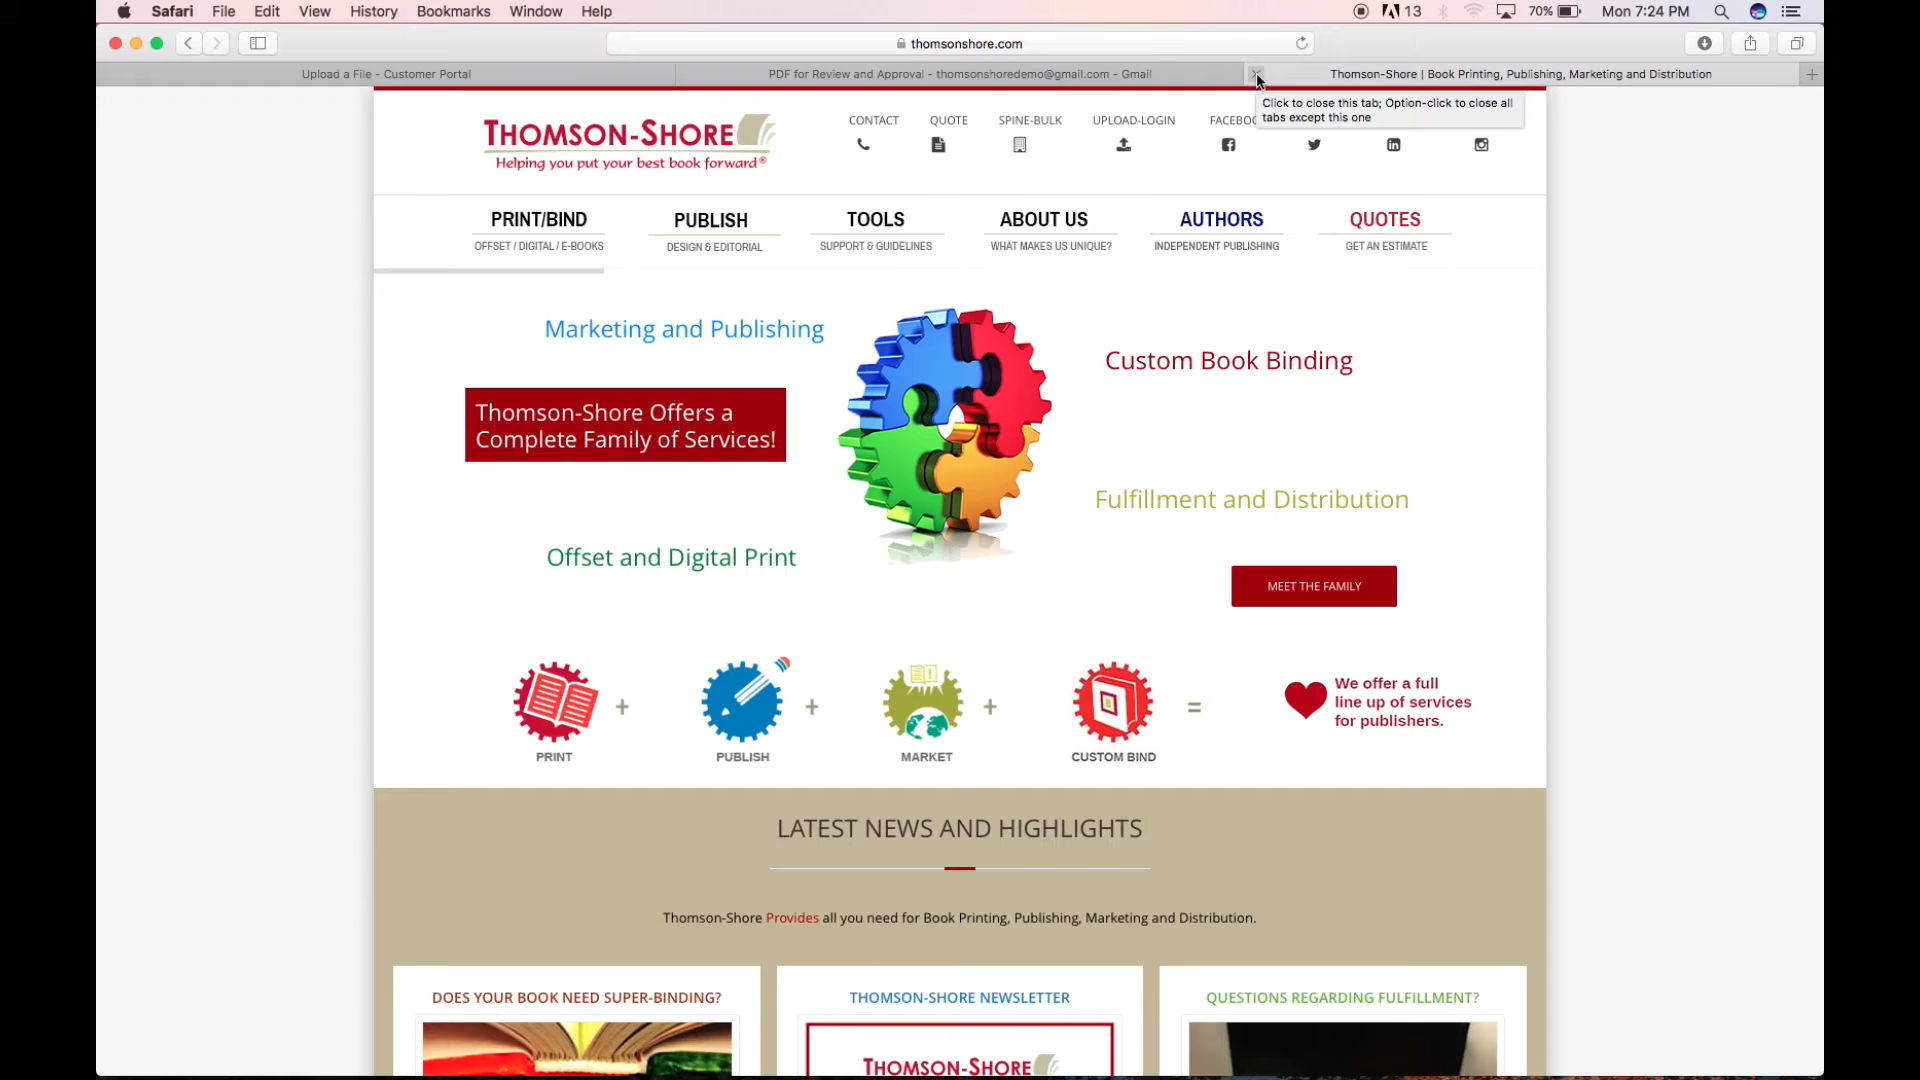 Safari File Edit View History Bookmarks Window Help 13 70% Mon 7:24 PM
thomsonshore.com
Upload a File - Customer Portal
PDF for Review and Approval - thomsonshoredemo@gmail.com - Gmail
Thomson-Shore | Book Printing, Publishing, Marketing and Distribution
Click to close this tab; Option-click to close all
tabs except this one
THOMSON-SHORE
Helping you put your best book forward®
CONTACT QUOTE SPINE-BULK UPLOAD-LOGIN
PRINT/BIND PUBLISH TOOLS ABOUT US AUTHORS QUOTES
OFFSET / DIGITAL / E-BOOKS DESIGN & EDITORIAL SUPPORT & GUIDELINES WHAT MAKES US UNIQUE? INDEPENDENT PUBLISHING GET AN ESTIMATE
Marketing and Publishing
Custom Book Binding
Thomson-Shore Offers a
Complete Family of Services!
Fulfillment and Distribution
Offset and Digital Print
MEET THE FAMILY
PRINT + PUBLISH + MARKET + CUSTOM BIND =
We offer a full
line up of services
for publishers.
LATEST NEWS AND HIGHLIGHTS
Thomson-Shore Provides all you need for Book Printing, Publishing, Marketing and Distribution.
DOES YOUR BOOK NEED SUPER-BINDING?
THOMSON-SHORE NEWSLETTER
QUESTIONS REGARDING FULFILLMENT?
THOMSON-SHORE